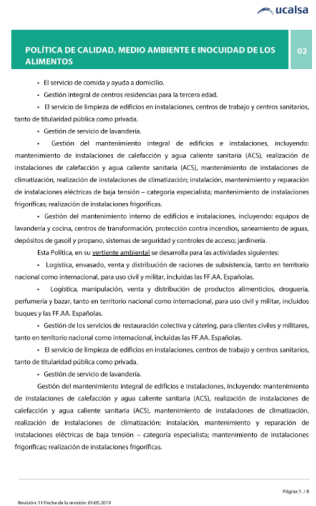 ucalsa
POLÍTICA DE CALIDAD, MEDIO AMBIENTE E INOCUIDAD DE LOS
02
ALIMENTOS
• El servicio de comida y ayuda a domicilio.
• Gestión integral de centros residencias para la tercera edad.
• El servicio de limpieza de edificios en instalaciones, centros de trabajo y centros sanitarios,
tanto de titularidad pública como privada.
• Gestión de servicio de lavandería.
• Gestión del mantenimiento integral de edificios e instalaciones, incluyendo:
mantenimiento de instalaciones de calefacción y agua caliente sanitaria (ACS), realización de
instalaciones de calefacción y agua caliente sanitaria (ACS), mantenimiento de instalaciones de
climatización, realización de instalaciones de climatización; instalación, mantenimiento y reparación
de instalaciones eléctricas de baja tensión – categoría especialista; mantenimiento de instalaciones
frigoríficas; realización de instalaciones frigoríficas.
• Gestión del mantenimiento interno de edificios e instalaciones, incluyendo: equipos de
lavandería y cocina, centros de transformación, protección contra incendios, saneamiento de aguas,
depósitos de gasoil y propano, sistemas de seguridad y controles de acceso; jardinería.
Esta Política, en su vertiente ambiental se desarrolla para las actividades siguientes:
• Logística, envasado, venta y distribución de raciones de subsistencia, tanto en territorio
nacional como internacional, para uso civil y militar, incluidas las FF.AA. Españolas.
• Logística, manipulación, venta y distribución de productos alimenticios, droguería,
perfumería y bazar, tanto en territorio nacional como internacional, para uso civil y militar, incluidos
buques y las FF.AA. Españolas.
• Gestión de los servicios de restauración colectiva y cátering, para clientes civiles y militares,
tanto en territorio nacional como internacional, incluidas las FF.AA. Españolas.
• El servicio de limpieza de edificios en instalaciones, centros de trabajo y centros sanitarios,
tanto de titularidad pública como privada.
• Gestión de servicio de lavandería.
Gestión del mantenimiento integral de edificios e instalaciones, incluyendo: mantenimiento
de instalaciones de calefacción y agua caliente sanitaria (ACS), realización de instalaciones de
calefacción y agua caliente sanitaria (ACS), mantenimiento de instalaciones de climatización,
realización de instalaciones de climatización; instalación, mantenimiento y reparación de
instalaciones eléctricas de baja tensión – categoría especialista; mantenimiento de instalaciones
frigoríficas; realización de instalaciones frigoríficas.
Página 5 / 8
Revisión: 11 Fecha de la revisión: 01.05.2019